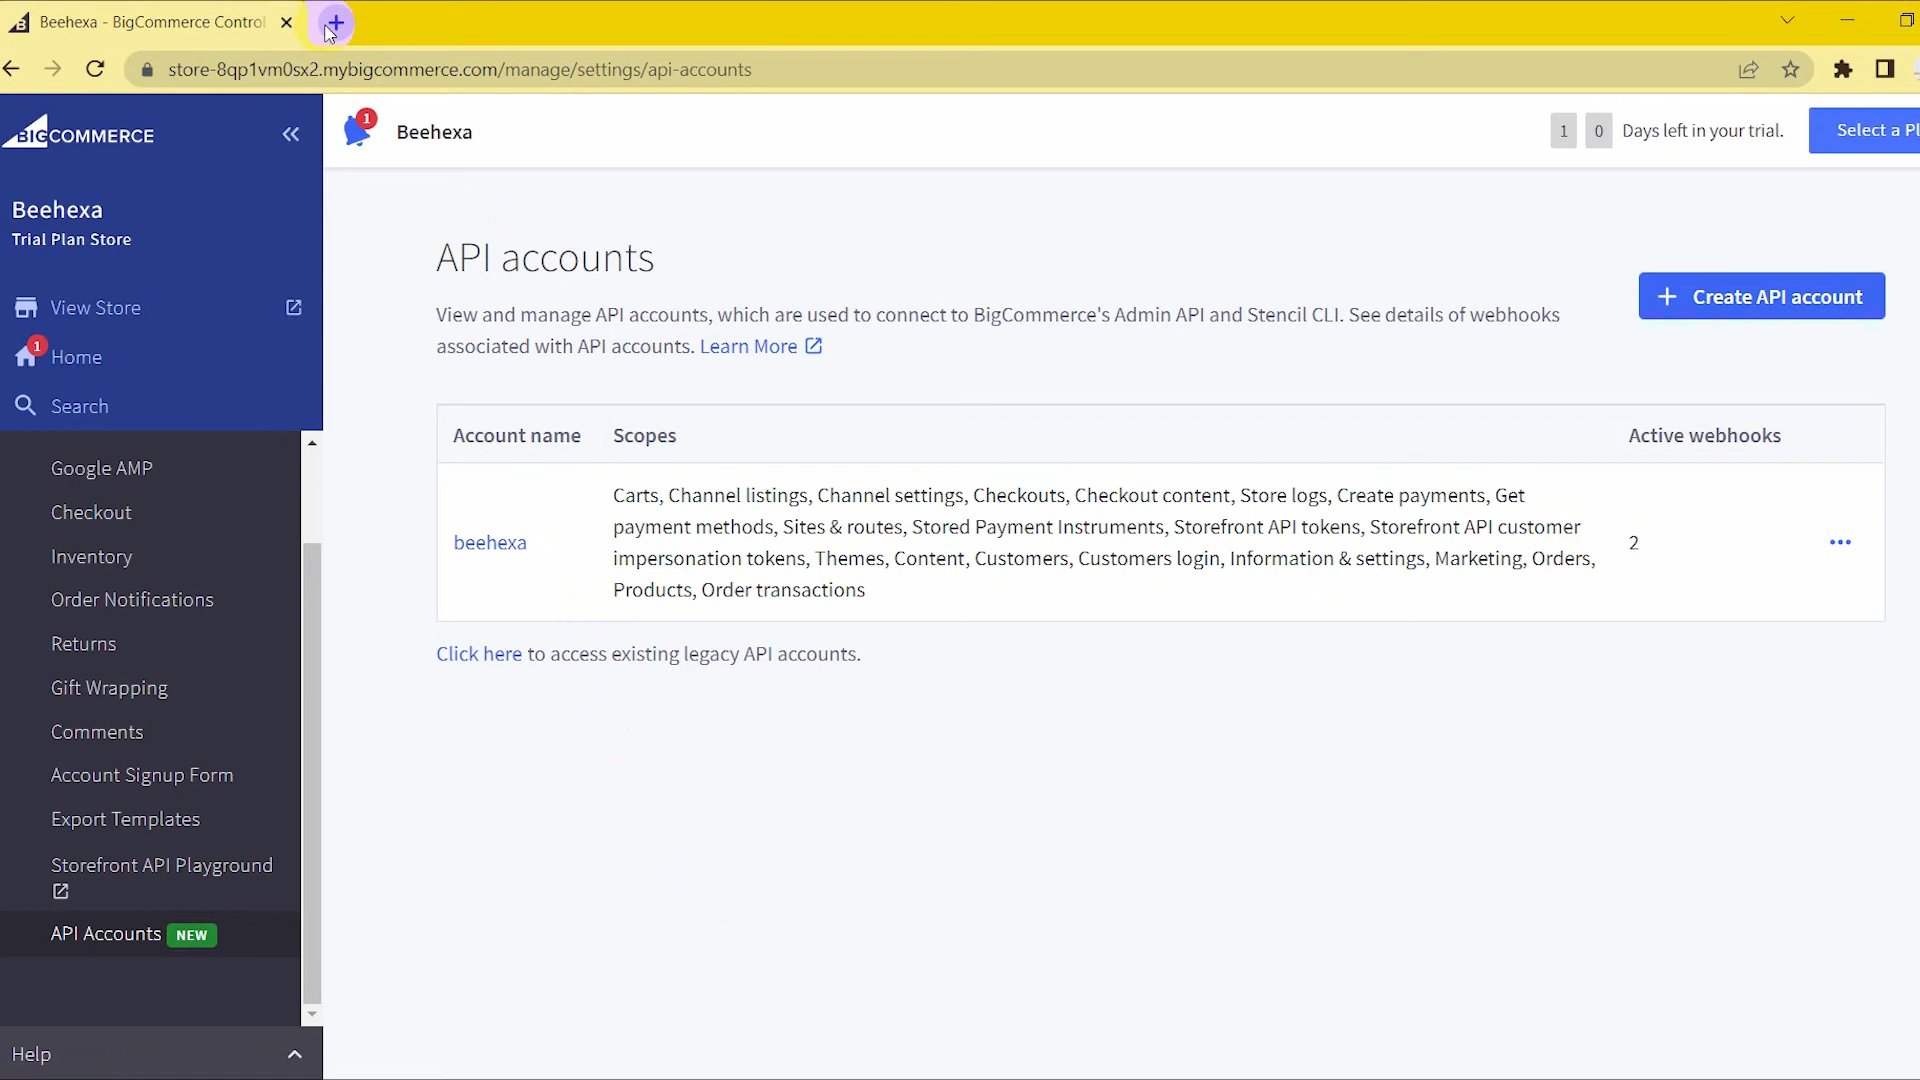 Beehexa - BigCommerce Control
store-8qp1vm0sx2.mybigcommerce.com/manage/settings/api-accounts
BIGCOMMERCE
1
Beehexa
1 0 Days left in your trial.
Select a Pl
Beehexa
Trial Plan Store
View Store
1
Home
Search
Google AMP
Checkout
Inventory
Order Notifications
Returns
Gift Wrapping
Comments
Account Signup Form
Export Templates
Storefront API Playground
API Accounts NEW
Help
API accounts
View and manage API accounts, which are used to connect to BigCommerce's Admin API and Stencil CLI. See details of webhooks
associated with API accounts. Learn More
+ Create API account
Account name Scopes Active webhooks
beehexa
Carts, Channel listings, Channel settings, Checkouts, Checkout content, Store logs, Create payments, Get
payment methods, Sites & routes, Stored Payment Instruments, Storefront API tokens, Storefront API customer
impersonation tokens, Themes, Content, Customers, Customers login, Information & settings, Marketing, Orders,
Products, Order transactions
2
Click here to access existing legacy API accounts.